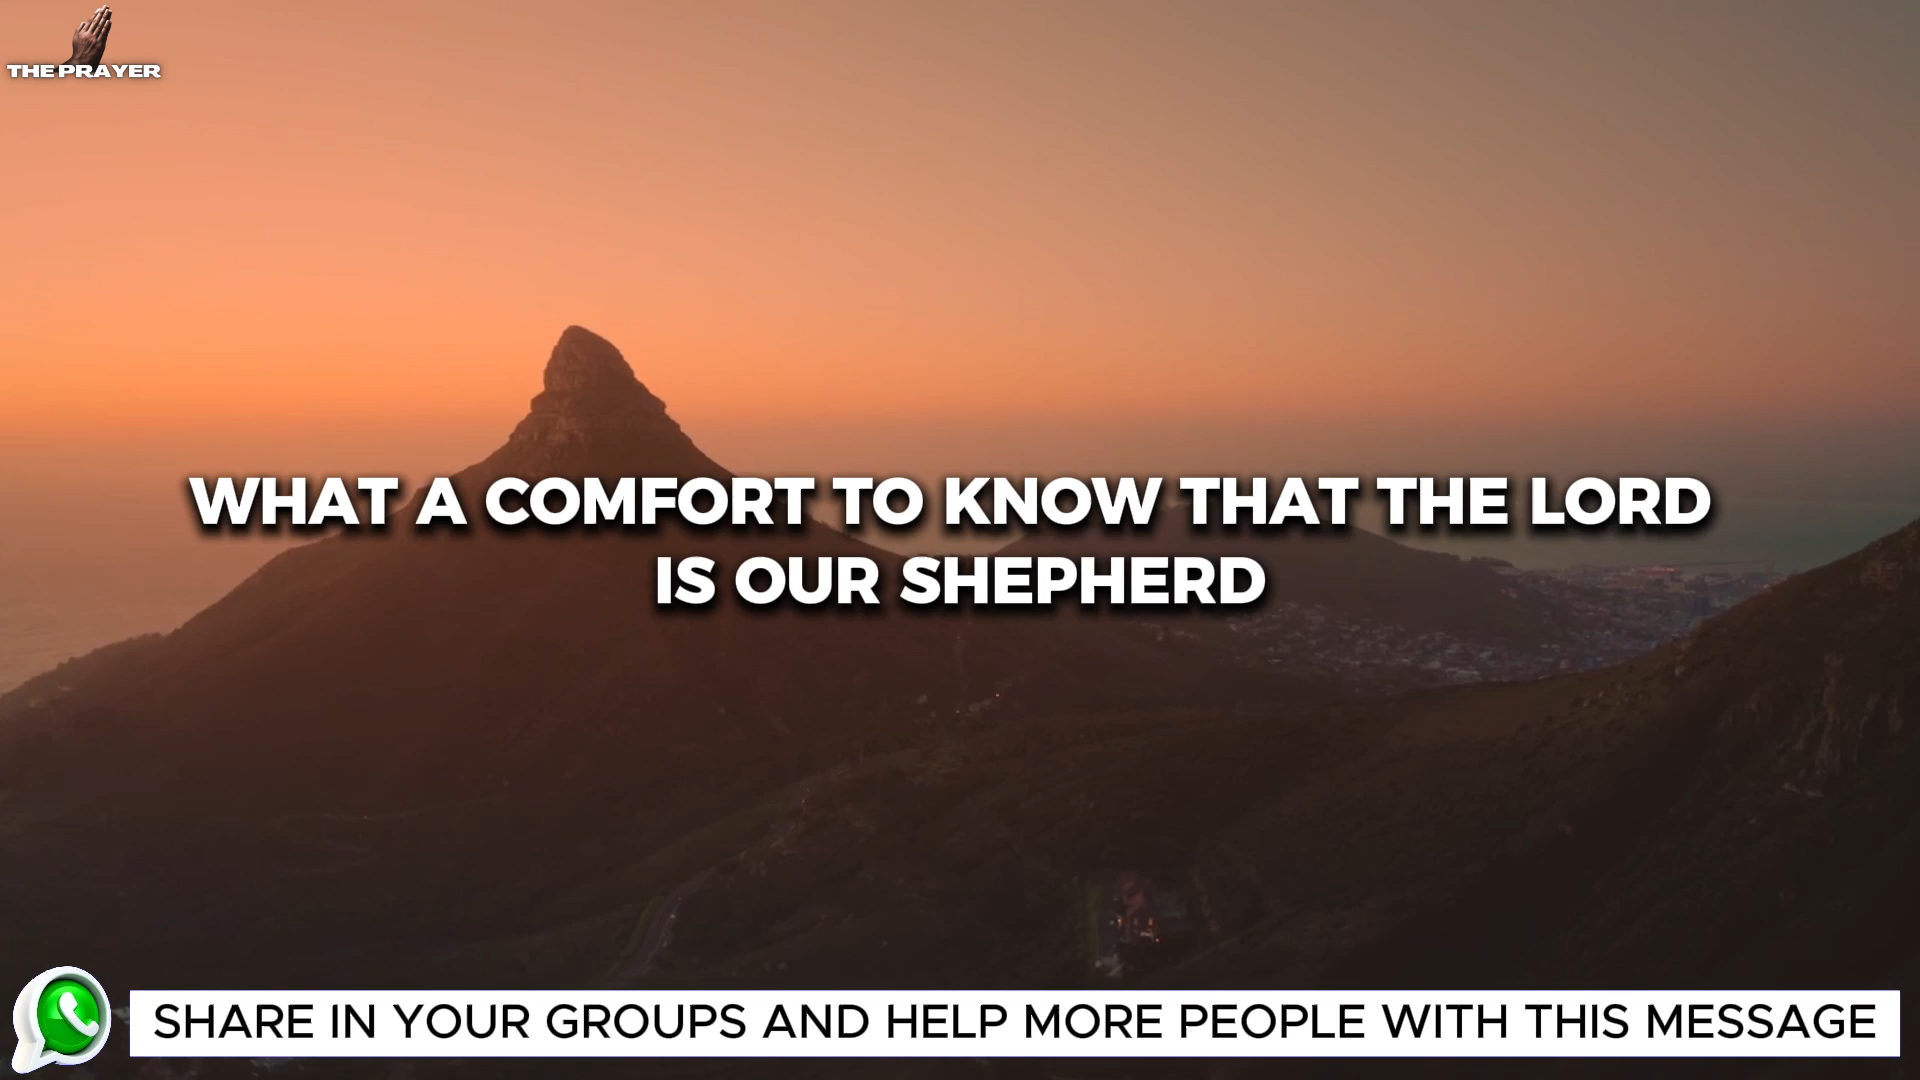 THE PRAYER
WHAT A COMFORT TO KNOW THAT THE LORD
IS OUR SHEPHERD
SHARE IN YOUR GROUPS AND HELP MORE PEOPLE WITH THIS MESSAGE